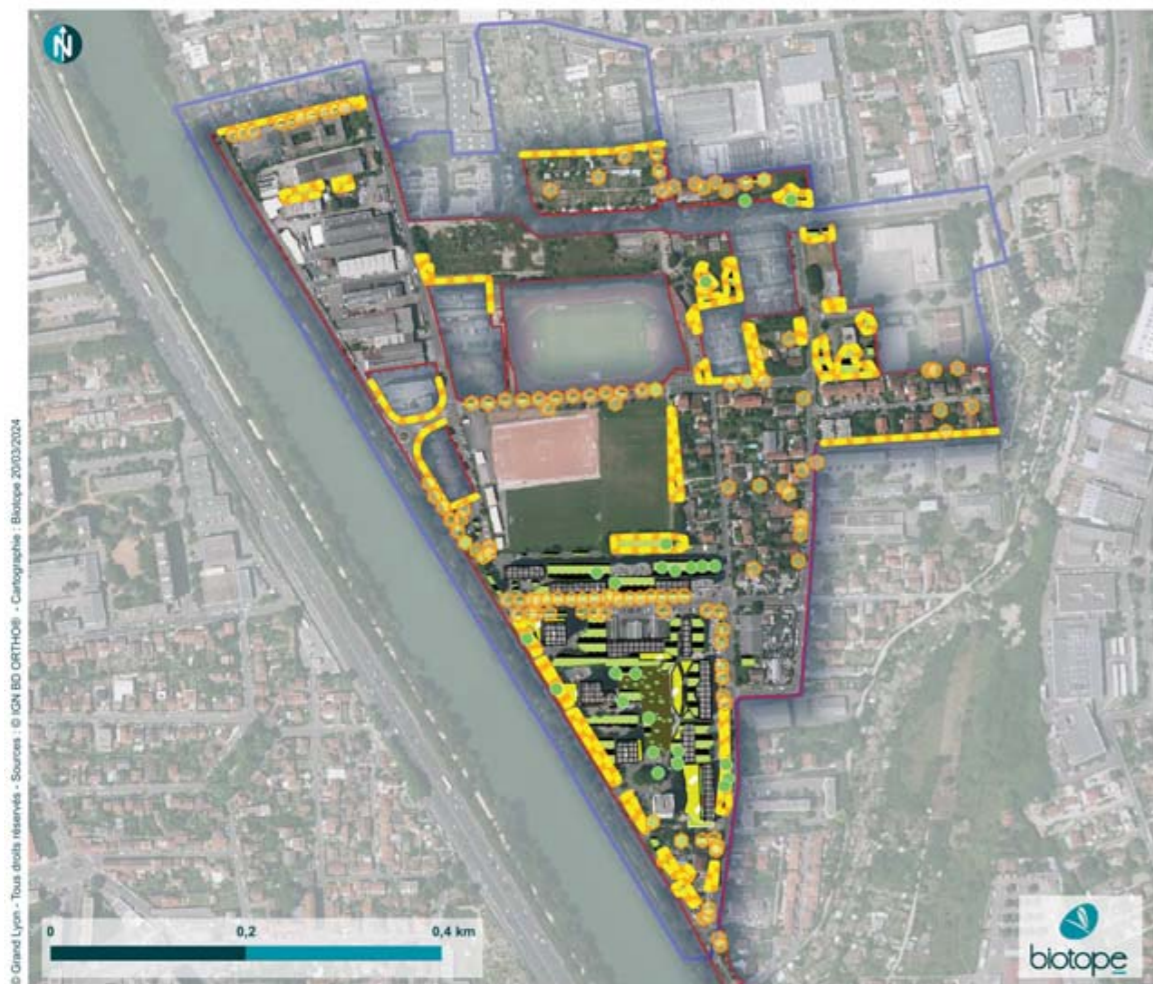 N
© Grand Lyon - Tous droits réservés - Sources : © IGN BD ORTHO® - Cartographie : Biotope 20/03/2024
0 0,2 0,4 km
biotope